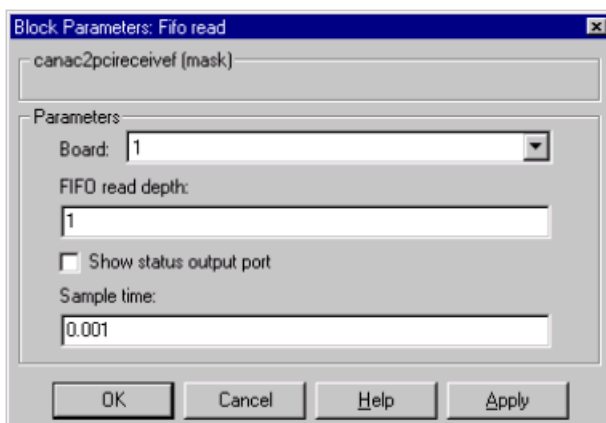 Block Parameters: Fifo read
canac2pcireceivef (mask)
Parameters
Board: 1
FIFO read depth:
1
Show status output port
Sample time:
0.001
OK Cancel Help Apply